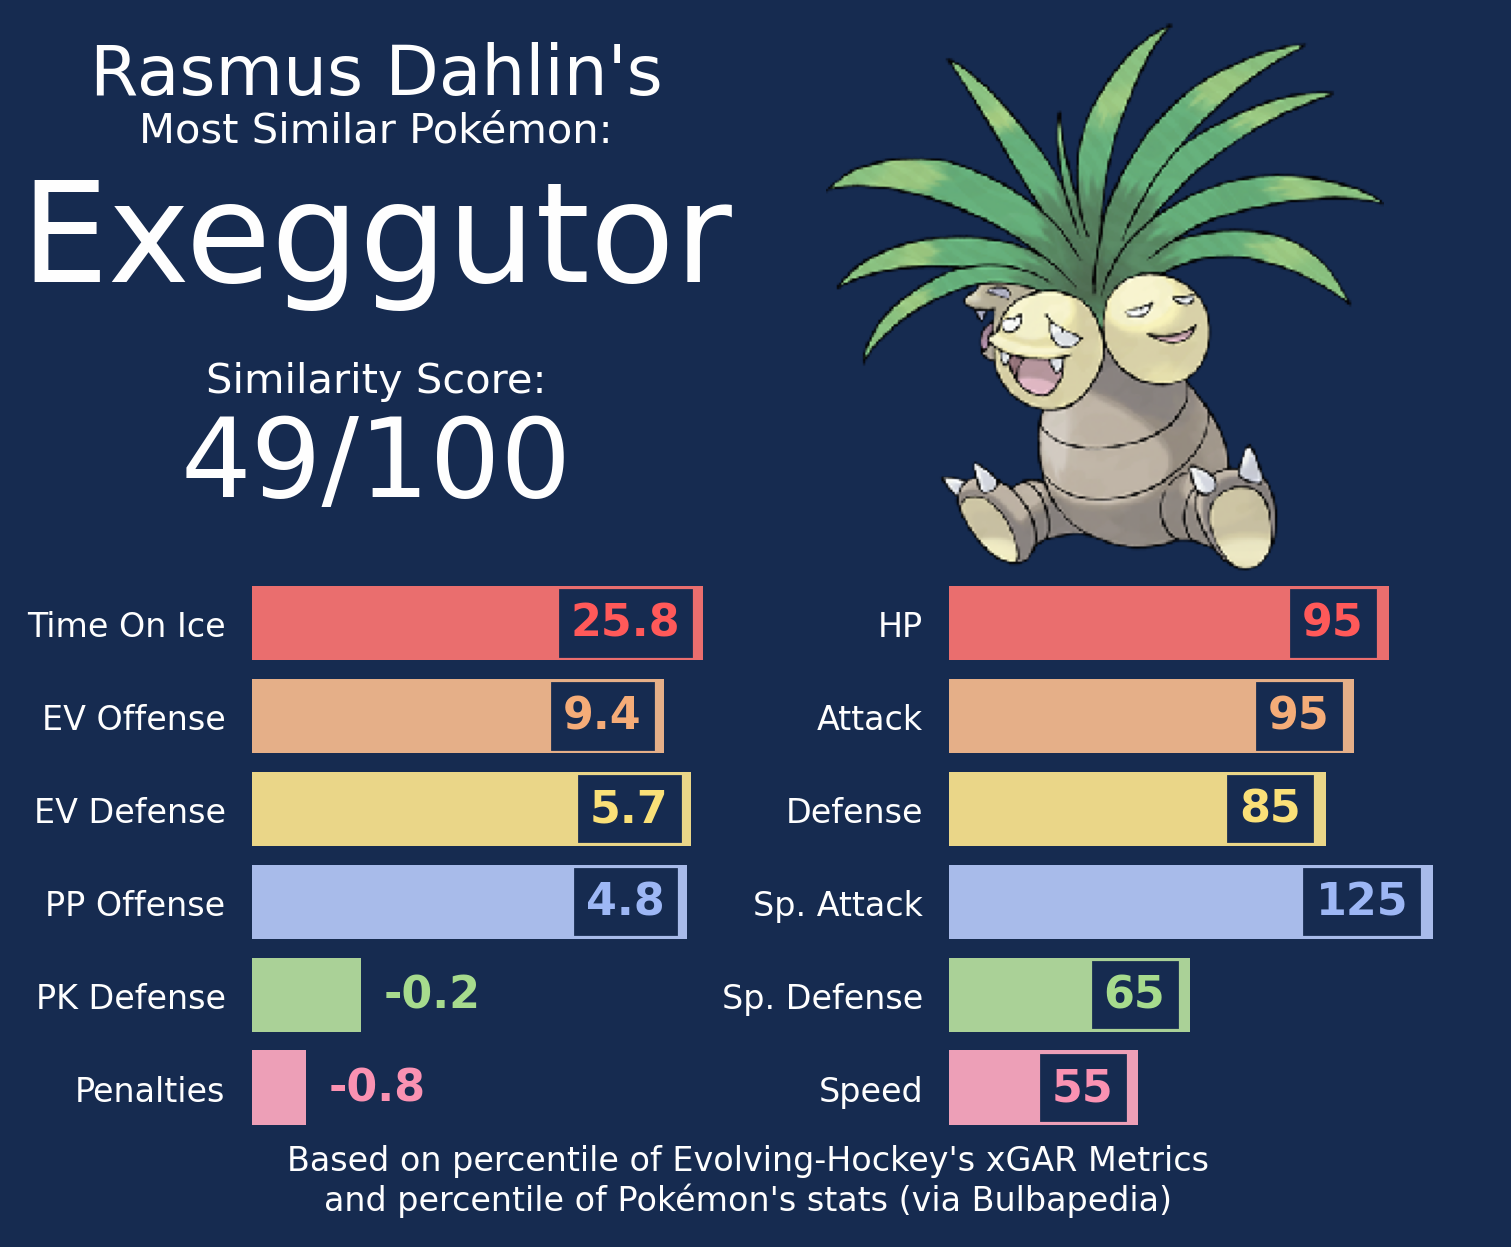 Rasmus Dahlin's
Most Similar Pokémon:
Exeggutor
Similarity Score:
49/100
Time On Ice 25.8
EV Offense 9.4
EV Defense 5.7
PP Offense 4.8
PK Defense -0.2
Penalties -0.8
HP 95
Attack 95
Defense 85
Sp. Attack 125
Sp. Defense 65
Speed 55
Based on percentile of Evolving-Hockey's xGAR Metrics
and percentile of Pokémon's stats (via Bulbapedia)